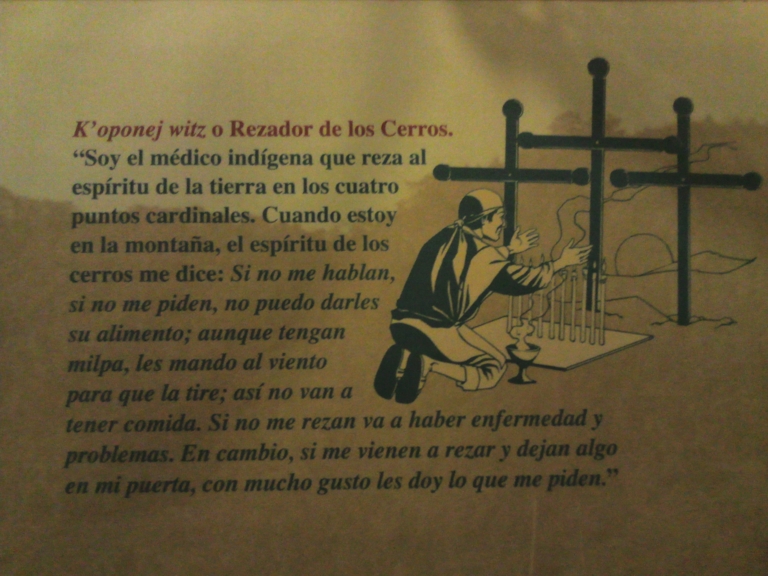 K'oponej witz o Rezador de los Cerros.
“Soy el médico indígena que reza al
espíritu de la tierra en los cuatro
puntos cardinales. Cuando estoy
en la montaña, el espíritu de los
cerros me dice: Si no me hablan,
si no me piden, no puedo darles
su alimento; aunque tengan
milpa, les mando al viento
para que la tire; así no van a
tener comida. Si no me rezan va a haber enfermedad y
problemas. En cambio, si me vienen a rezar y dejan algo
en mi puerta, con mucho gusto les doy lo que me piden.”